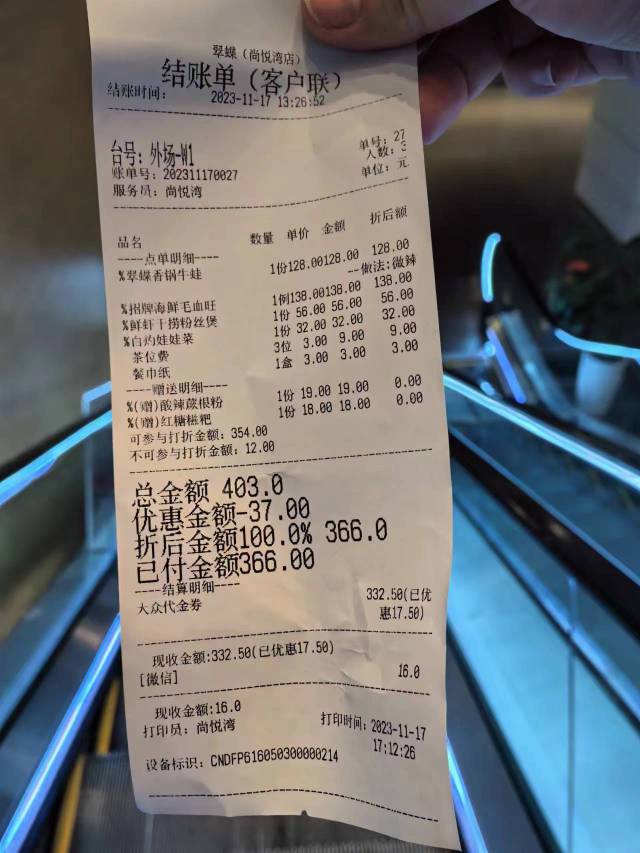 翠蝶（尚悦湾店）
结账单（客户联）
结账时间： 2023-11-17 13:26:52
台号: 外场-W1 单号: 27
账单号: 202311170027 人数: 3
服务员: 尚悦湾 单位: 元
品名 数量 单价 金额 折后额
----点单明细----
%翠蝶香锅牛蛙 1份 128.00 128.00 128.00
--做法:微辣
%招牌海鲜毛血旺 1例 138.00 138.00 138.00
%鲜虾干捞粉丝煲 1份 56.00 56.00 56.00
%白灼娃娃菜 1份 32.00 32.00 32.00
茶位费 3位 3.00 9.00 9.00
餐巾纸 1盒 3.00 3.00 3.00
----赠送明细----
%(赠)酸辣蕨根粉 1份 19.00 19.00 0.00
%(赠)红糖糍粑 1份 18.00 18.00 0.00
可参与打折金额: 354.00
不可参与打折金额: 12.00
总金额 403.0
优惠金额-37.00
折后金额100.0% 366.0
已付金额366.00
----结算明细----
大众代金券 332.50(已优
惠17.50)
现收金额:332.50(已优惠17.50)
[微信] 16.0
现收金额:16.0
打印员: 尚悦湾 打印时间: 2023-11-17
17:12:26
设备标识: CNDFP616050300000214